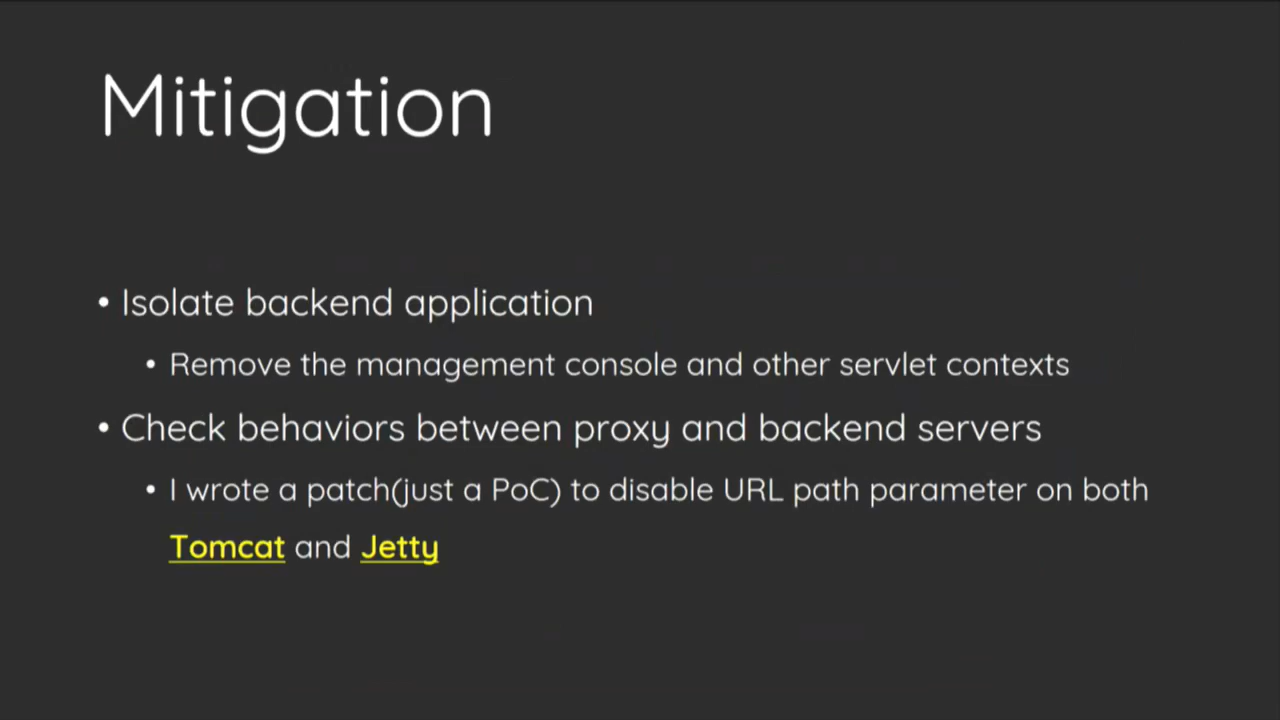 Mitigation
• Isolate backend application
• Remove the management console and other servlet contexts
• Check behaviors between proxy and backend servers
• I wrote a patch(just a PoC) to disable URL path parameter on both
Tomcat and Jetty